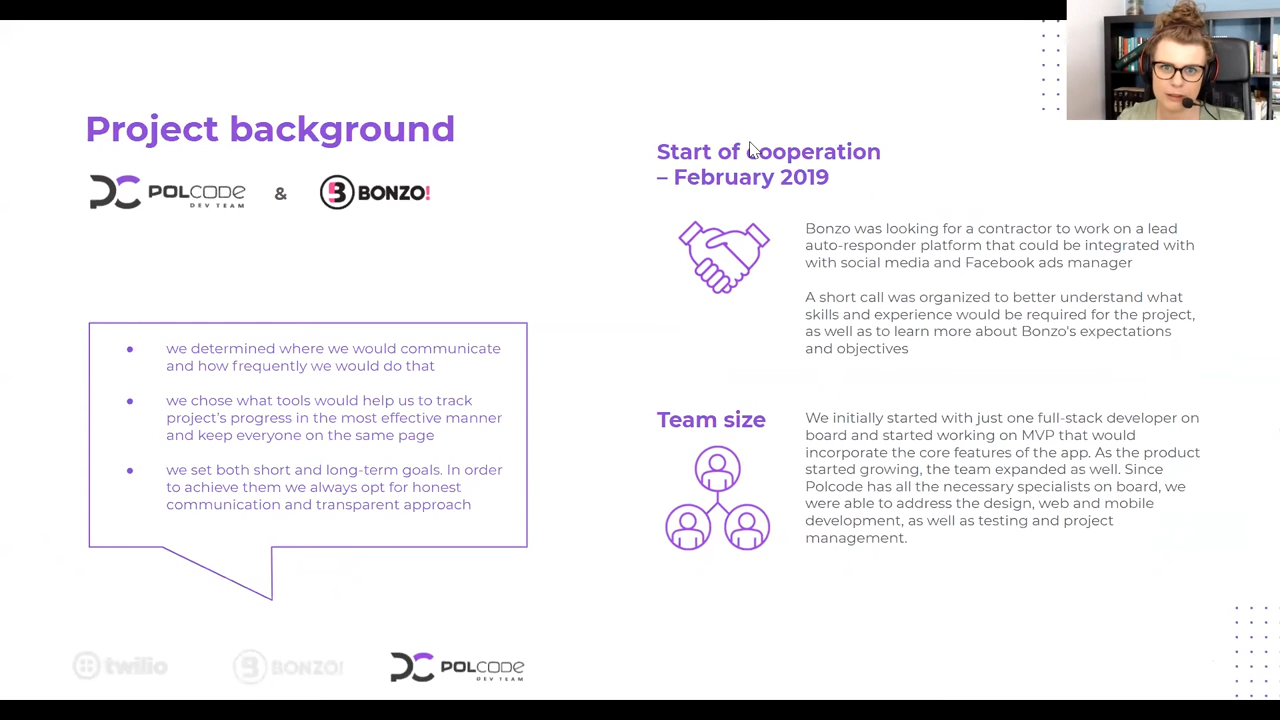 Project background
POLCODE
DEV TEAM
&
BONZO!
we determined where we would communicate
and how frequently we would do that
we chose what tools would help us to track
project's progress in the most effective manner
and keep everyone on the same page
we set both short and long-term goals. In order
to achieve them we always opt for honest
communication and transparent approach
Start of cooperation
– February 2019
Bonzo was looking for a contractor to work on a lead
auto-responder platform that could be integrated with
with social media and Facebook ads manager
A short call was organized to better understand what
skills and experience would be required for the project,
as well as to learn more about Bonzo's expectations
and objectives
Team size
We initially started with just one full-stack developer on
board and started working on MVP that would
incorporate the core features of the app. As the product
started growing, the team expanded as well. Since
Polcode has all the necessary specialists on board, we
were able to address the design, web and mobile
development, as well as testing and project
management.
twilio
BONZO!
POLCODE
DEV TEAM